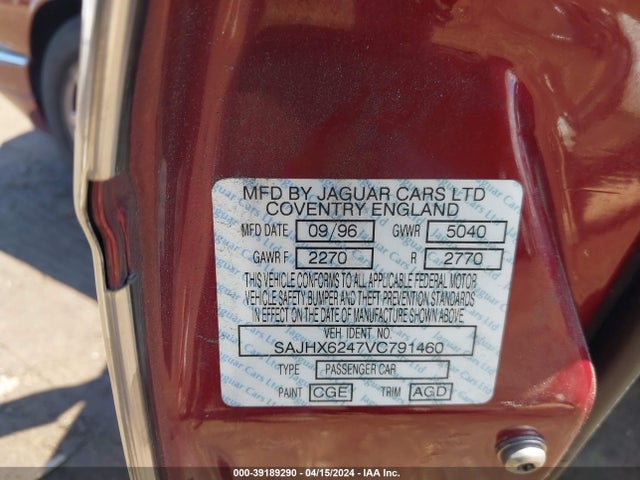 MFD BY JAGUAR CARS LTD
COVENTRY ENGLAND
MFD DATE 09/96 GVWR 5040
GAWR F 2270 R 2770
THIS VEHICLE CONFORMS TO ALL APPLICABLE FEDERAL MOTOR
VEHICLE SAFETY BUMPER AND THEFT PREVENTION STANDARDS
IN EFFECT ON THE DATE OF MANUFACTURE SHOWN ABOVE
VEH. IDENT. NO.
SAJHX6247VC791460
TYPE PASSENGER CAR
PAINT CGE TRIM AGD
000-39189290 - 04/15/2024 - IAA Inc.